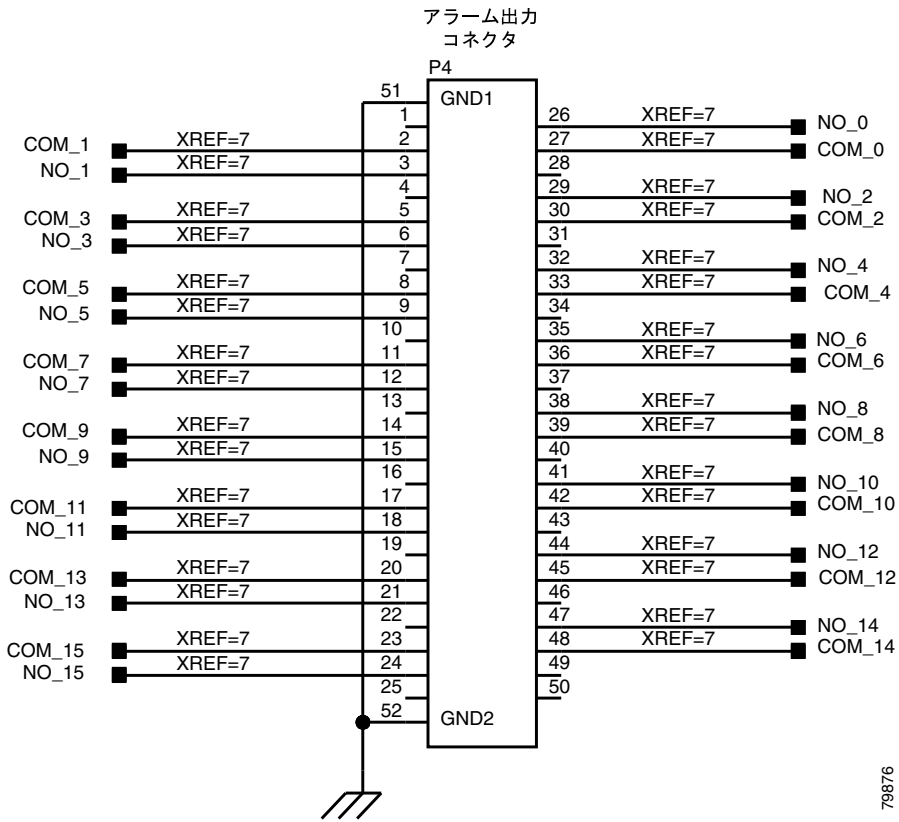 アラーム出力
コネクタ
P4
51 GND1
1 26 XREF=7 NO_0
COM_1 XREF=7 2 27 XREF=7 COM_0
NO_1 XREF=7 3 28
4 29 XREF=7 NO_2
COM_3 XREF=7 5 30 XREF=7 COM_2
NO_3 XREF=7 6 31
7 32 XREF=7 NO_4
COM_5 XREF=7 8 33 XREF=7 COM_4
NO_5 XREF=7 9 34
10 35 XREF=7 NO_6
COM_7 XREF=7 11 36 XREF=7 COM_6
NO_7 XREF=7 12 37
13 38 XREF=7 NO_8
COM_9 XREF=7 14 39 XREF=7 COM_8
NO_9 XREF=7 15 40
16 41 XREF=7 NO_10
COM_11 XREF=7 17 42 XREF=7 COM_10
NO_11 XREF=7 18 43
19 44 XREF=7 NO_12
COM_13 XREF=7 20 45 XREF=7 COM_12
NO_13 XREF=7 21 46
22 47 XREF=7 NO_14
COM_15 XREF=7 23 48 XREF=7 COM_14
NO_15 XREF=7 24 49
25 50
52 GND2
79876